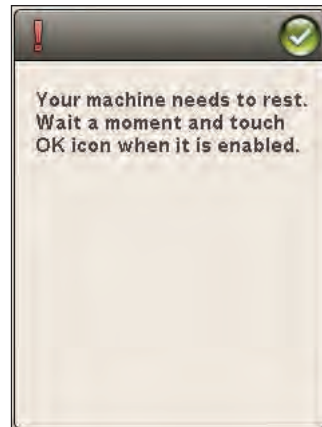 Your machine needs to rest.
Wait a moment and touch
OK icon when it is enabled.